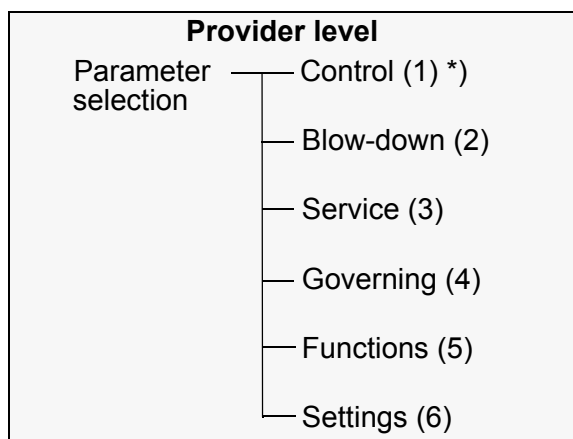 Provider level
Parameter selection
Control (1) *)
Blow-down (2)
Service (3)
Governing (4)
Functions (5)
Settings (6)